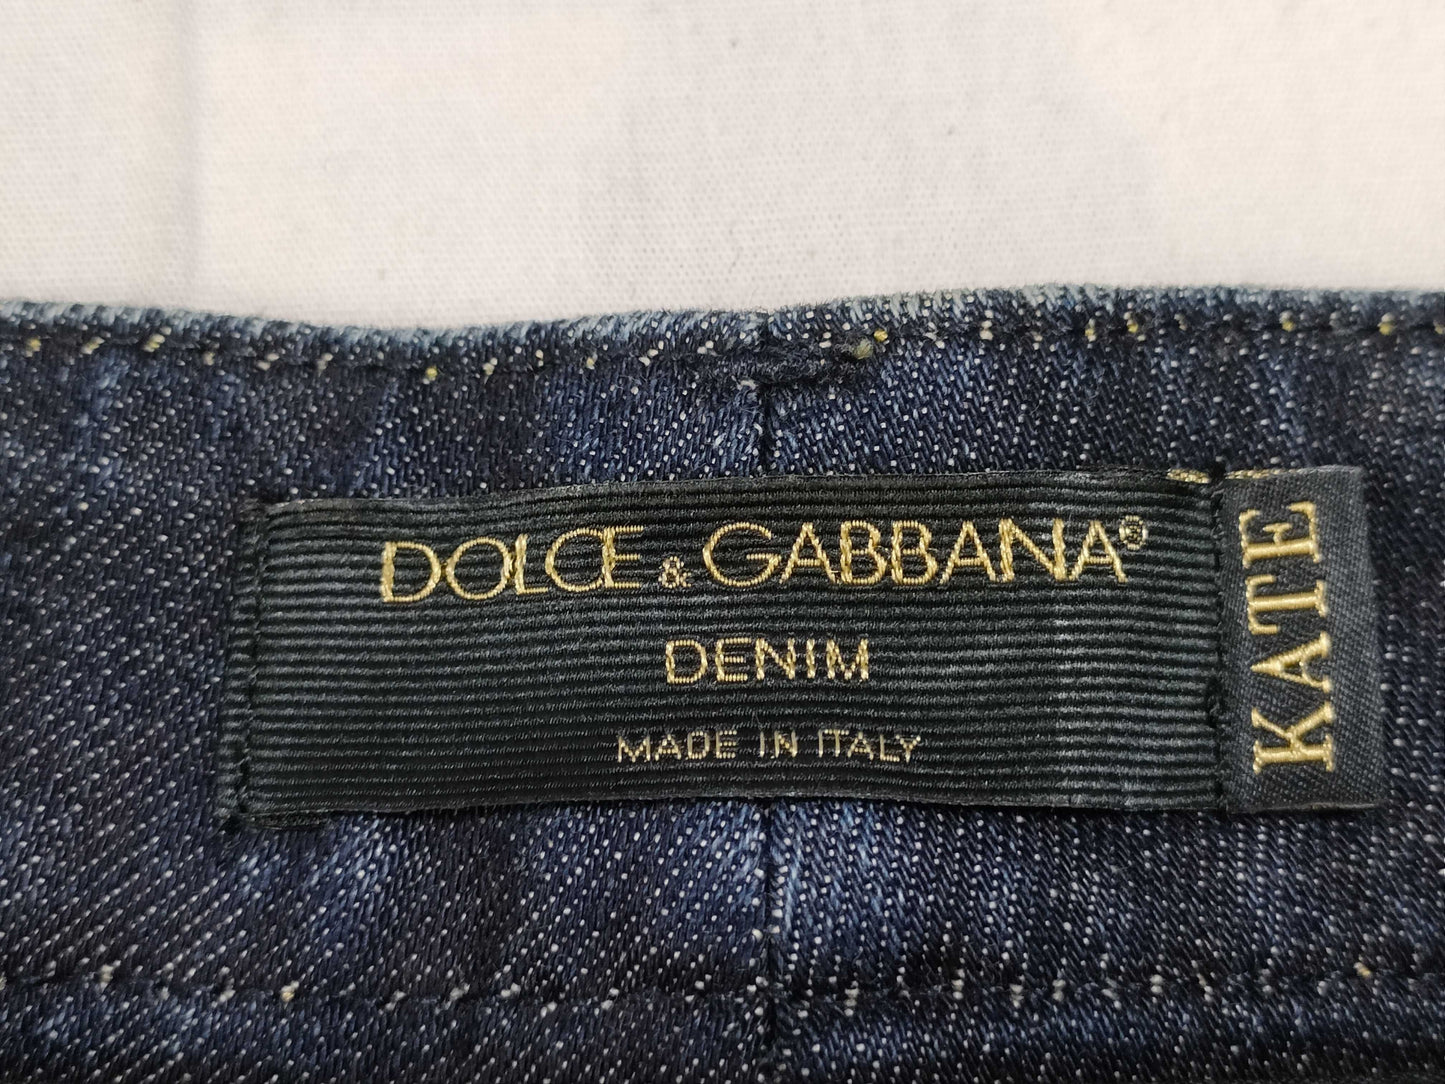 DOLCE & GABBANA®
DENIM
MADE IN ITALY
KATE